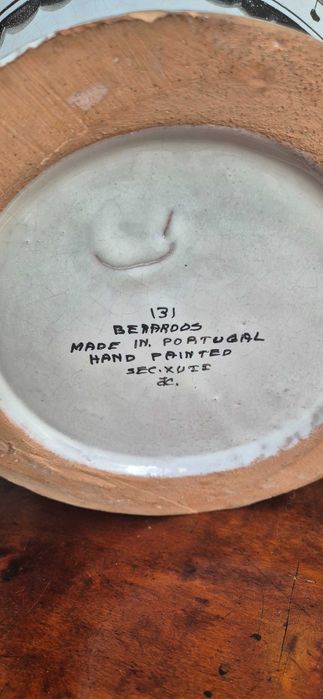 131
BERARDOS
MADE IN PORTUGAL
HAND PAINTED
SEC. XVII